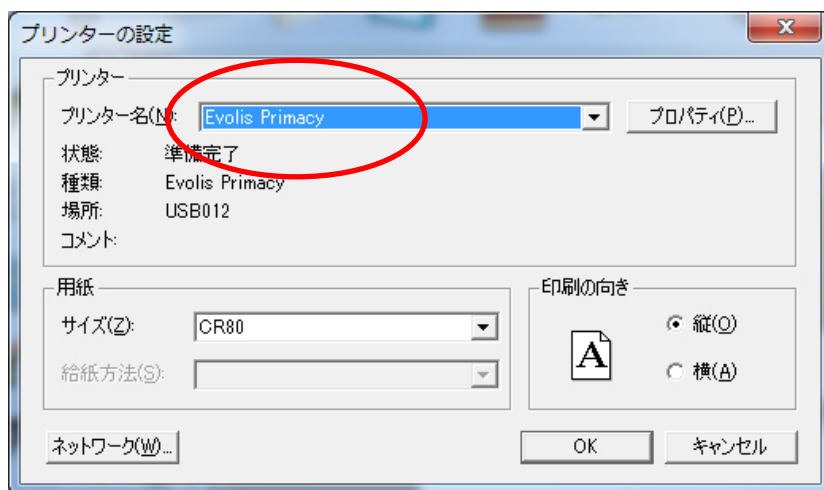 プリンターの設定
プリンター
プリンター名(N): Evolis Primacy プロパティ(P)...
状態: 準備完了
種類: Evolis Primacy
場所: USB012
コメント:
用紙
サイズ(Z): CR80
給紙方法(S):
印刷の向き
A
縦(O)
横(A)
ネットワーク(W)... OK キャンセル